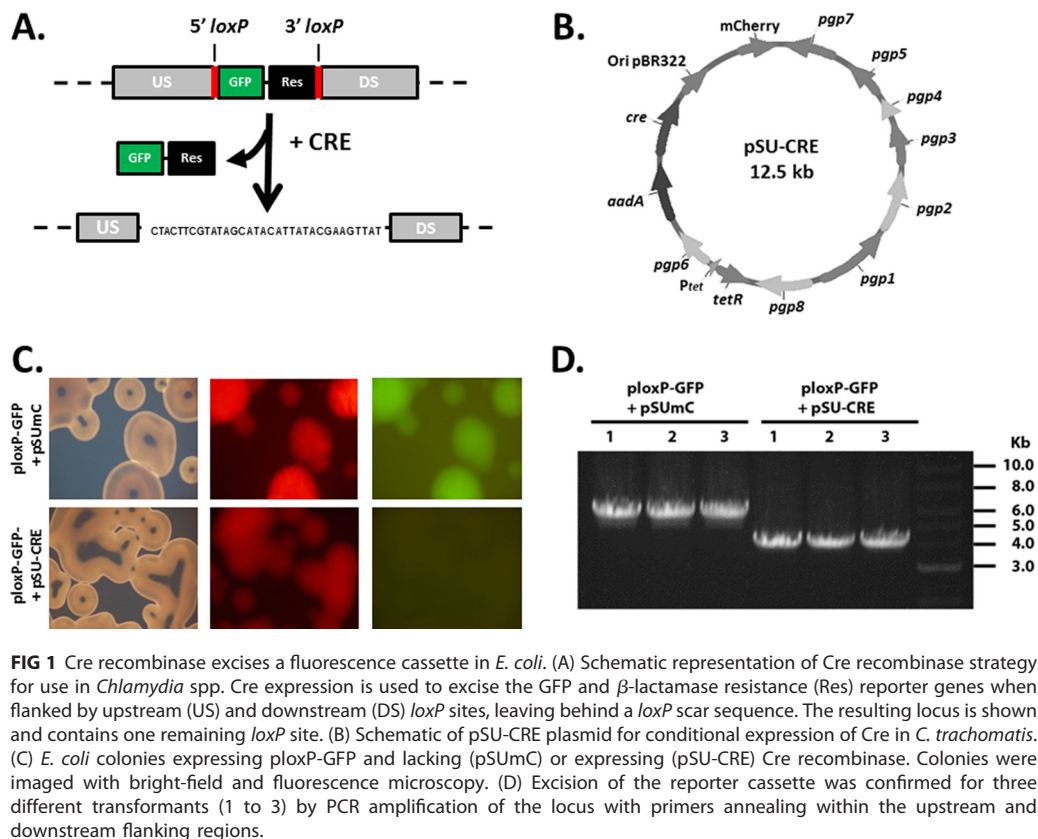 A.
5' loxP 3' loxP
US GFP Res DS
+ CRE
GFP Res
US CTACTTCGTATAGCATACATTATACGAAGTTAT DS
B.
mCherry
pgp7
Ori pBR322
pgp5
pgp4
cre
pgp3
pSU-CRE
12.5 kb
aadA
pgp2
pgp6
pgp1
Ptet
tetR
pgp8
C.
ploxP-GFP
+ pSUmC
ploxP-GFP-
+ pSU-CRE
D.
ploxP-GFP ploxP-GFP
+ pSUmC + pSU-CRE
1 2 3 1 2 3 Kb
10.0
8.0
6.0
5.0
4.0
3.0
FIG 1 Cre recombinase excises a fluorescence cassette in E. coli. (A) Schematic representation of Cre recombinase strategy
for use in Chlamydia spp. Cre expression is used to excise the GFP and β-lactamase resistance (Res) reporter genes when
flanked by upstream (US) and downstream (DS) loxP sites, leaving behind a loxP scar sequence. The resulting locus is shown
and contains one remaining loxP site. (B) Schematic of pSU-CRE plasmid for conditional expression of Cre in C. trachomatis.
(C) E. coli colonies expressing ploxP-GFP and lacking (pSUmC) or expressing (pSU-CRE) Cre recombinase. Colonies were
imaged with bright-field and fluorescence microscopy. (D) Excision of the reporter cassette was confirmed for three
different transformants (1 to 3) by PCR amplification of the locus with primers annealing within the upstream and
downstream flanking regions.